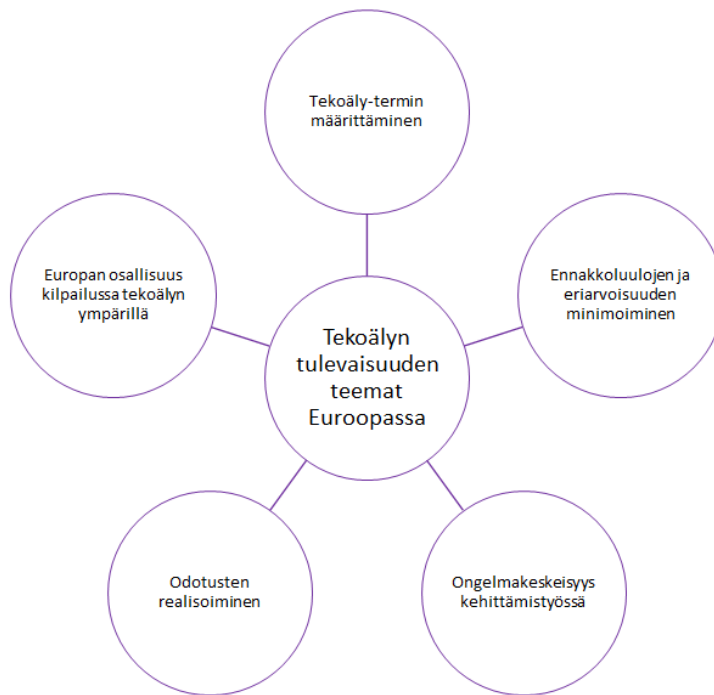 Tekoäly-termin
määrittäminen
Europan osallisuus
kilpailussa tekoälyn
ympärillä
Ennakkoluulojen ja
eriarvoisuuden
minimoiminen
Tekoälyn
tulevaisuuden
teemat
Euroopassa
Odotusten
realisoiminen
Ongelmakeskeisyys
kehittämistyössä